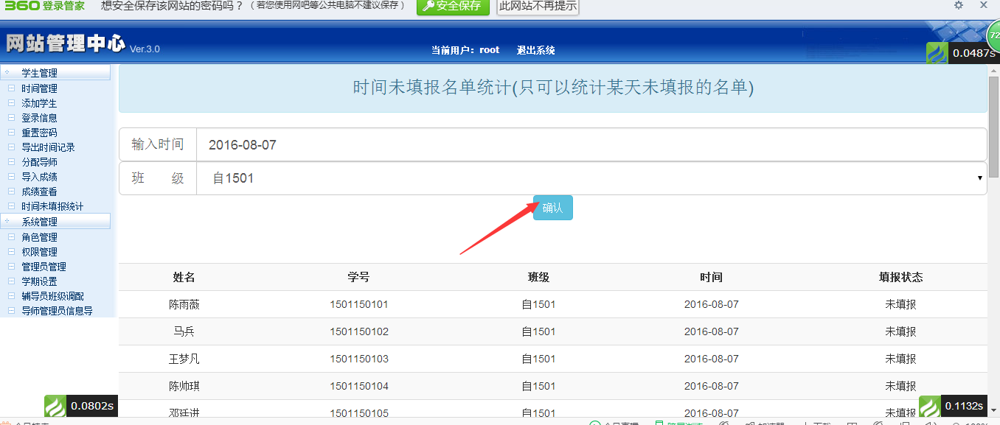 360登录管家 想安全保存该网站的密码吗？（若您使用网吧等公共电脑不建议保存） 安全保存 此网站不再提示
网站管理中心 Ver.3.0 当前用户：root 退出系统
72
0.0487s
学生管理
时间管理
添加学生
登录信息
重置密码
导出时间记录
分配导师
导入成绩
成绩查看
时间未填报统计
系统管理
角色管理
权限管理
管理员管理
学期设置
辅导员班级调配
导师管理员信息导
时间未填报名单统计(只可以统计某天未填报的名单)
输入时间 2016-08-07
班 级 自1501
确认
姓名 学号 班级 时间 填报状态
陈雨薇 1501150101 自1501 2016-08-07 未填报
马兵 1501150102 自1501 2016-08-07 未填报
王梦凡 1501150103 自1501 2016-08-07 未填报
陈帅琪 1501150104 自1501 2016-08-07 未填报
邓廷进 1501150105 自1501 2016-08-07 未填报
0.0802s
0.1132s